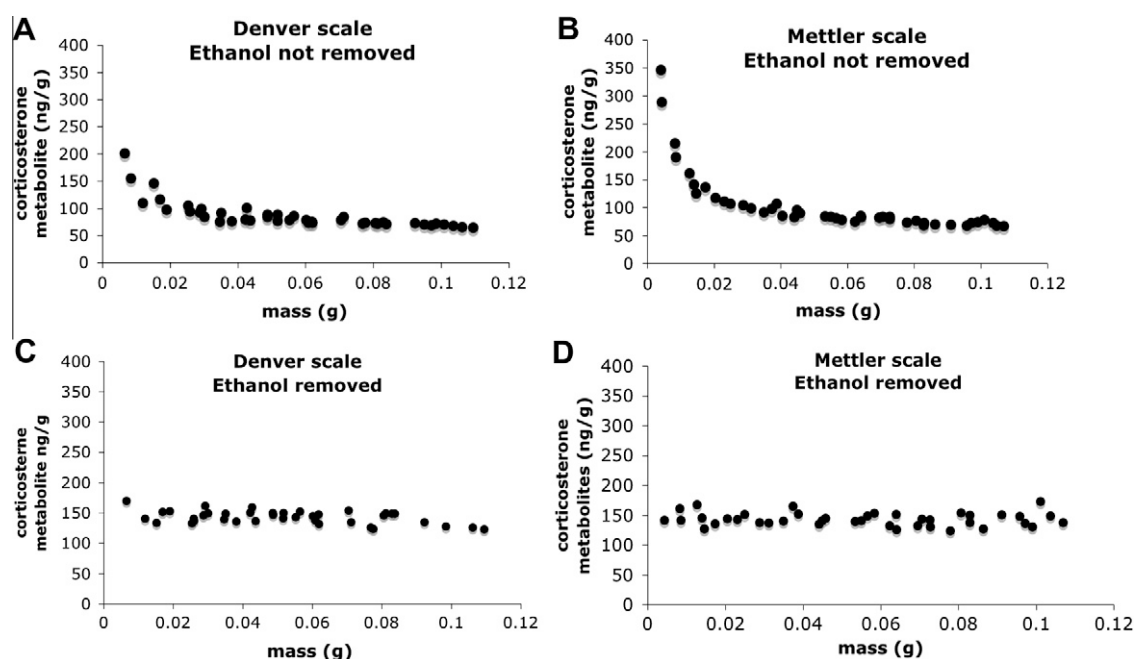 A
Denver scale
Ethanol not removed
corticosterone
metabolite (ng/g)
400
350
300
250
200
150
100
50
0
0 0.02 0.04 0.06 0.08 0.1 0.12
mass (g)
B
Mettler scale
Ethanol not removed
corticosterone
metabolite (ng/g)
400
350
300
250
200
150
100
50
0
0 0.02 0.04 0.06 0.08 0.1 0.12
mass (g)
C
Denver scale
Ethanol removed
corticosterne
metabolite ng/g
400
350
300
250
200
150
100
50
0
0 0.02 0.04 0.06 0.08 0.1 0.12
mass (g)
D
Mettler scale
Ethanol removed
corticosterone
metabolites (ng/g)
400
350
300
250
200
150
100
50
0
0 0.02 0.04 0.06 0.08 0.1 0.12
mass (g)